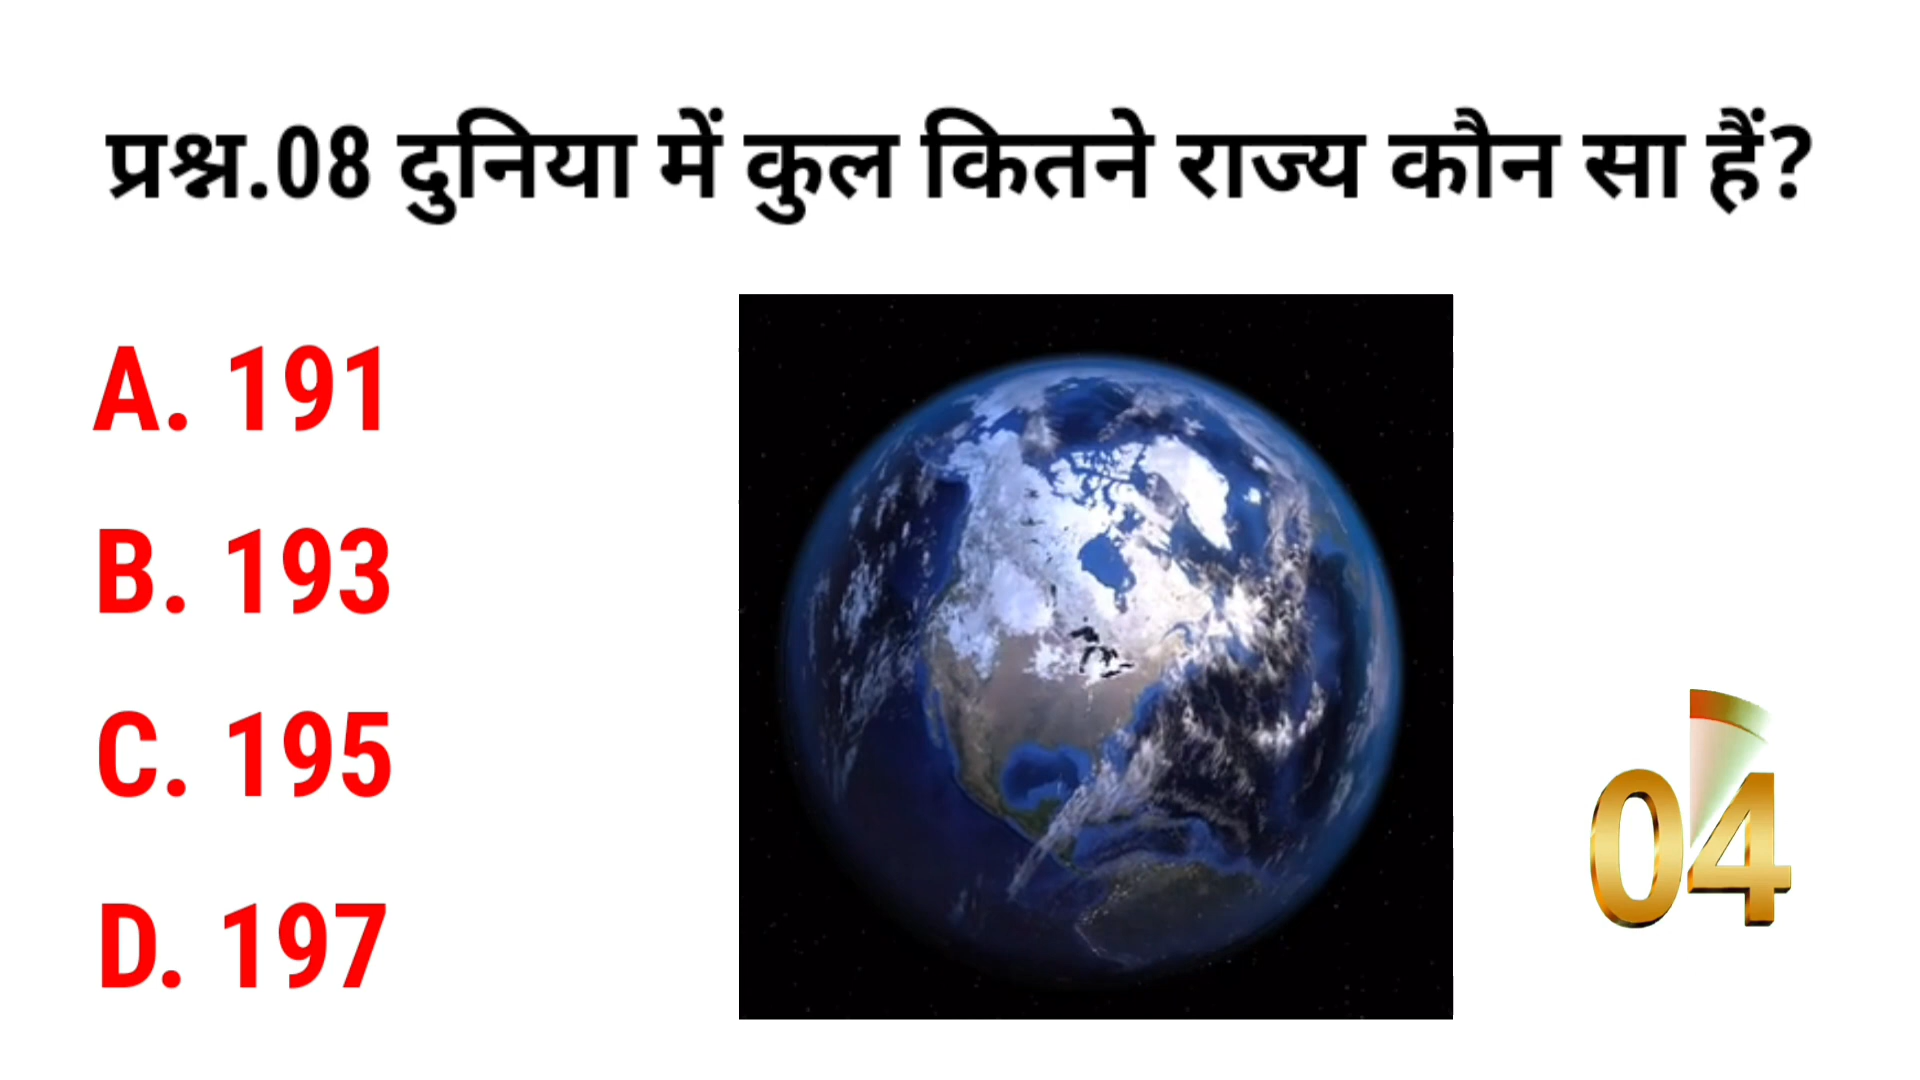 प्रश्न.08 दुनिया में कुल कितने राज्य कौन सा हैं?
A. 191
B. 193
C. 195
D. 197
04